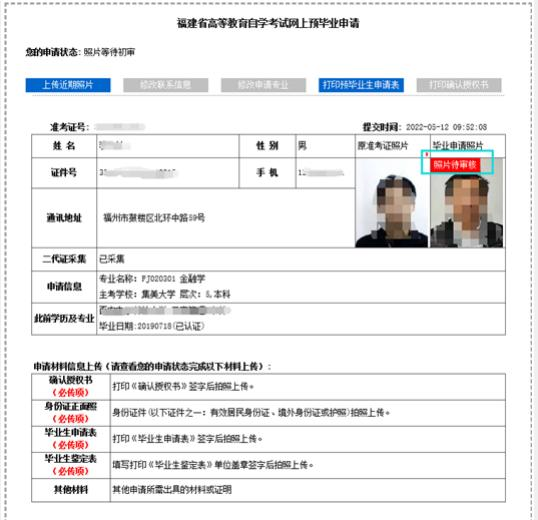 福建省高等教育自学考试网上预毕业申请
您的申请状态：照片等待初审
上传近期照片 修改联系信息 修改申请专业 打印预毕业生申请表 打印确认授权书
准考证号： 提交时间：2022-05-12 09:52:08
姓 名 性 别 男 原准考证照片 毕业申请照片
照片待审核
证件号 手 机
通讯地址 福州市鼓楼区北环中路59号
二代证采集 已采集
申请信息 专业名称：FJ020301 金融学
主考学校：集美大学 层次：5,本科
此前学历及专业
毕业日期:20190718(已认证)
申请材料信息上传（请查看您的申请状态完成以下材料上传）：
确认授权书
（必传项） 打印《确认授权书》签字后拍照上传。
身份证正面照
（必传项） 身份证件(以下证件之一：有效居民身份证、境外身份证或护照)拍照上传。
毕业生申请表
（必传项） 打印《毕业生申请表》签字后拍照上传。
毕业生鉴定表
（必传项） 填写打印《毕业生鉴定表》单位盖章签字后拍照上传。
其他材料 其他申请所需出具的材料或证明